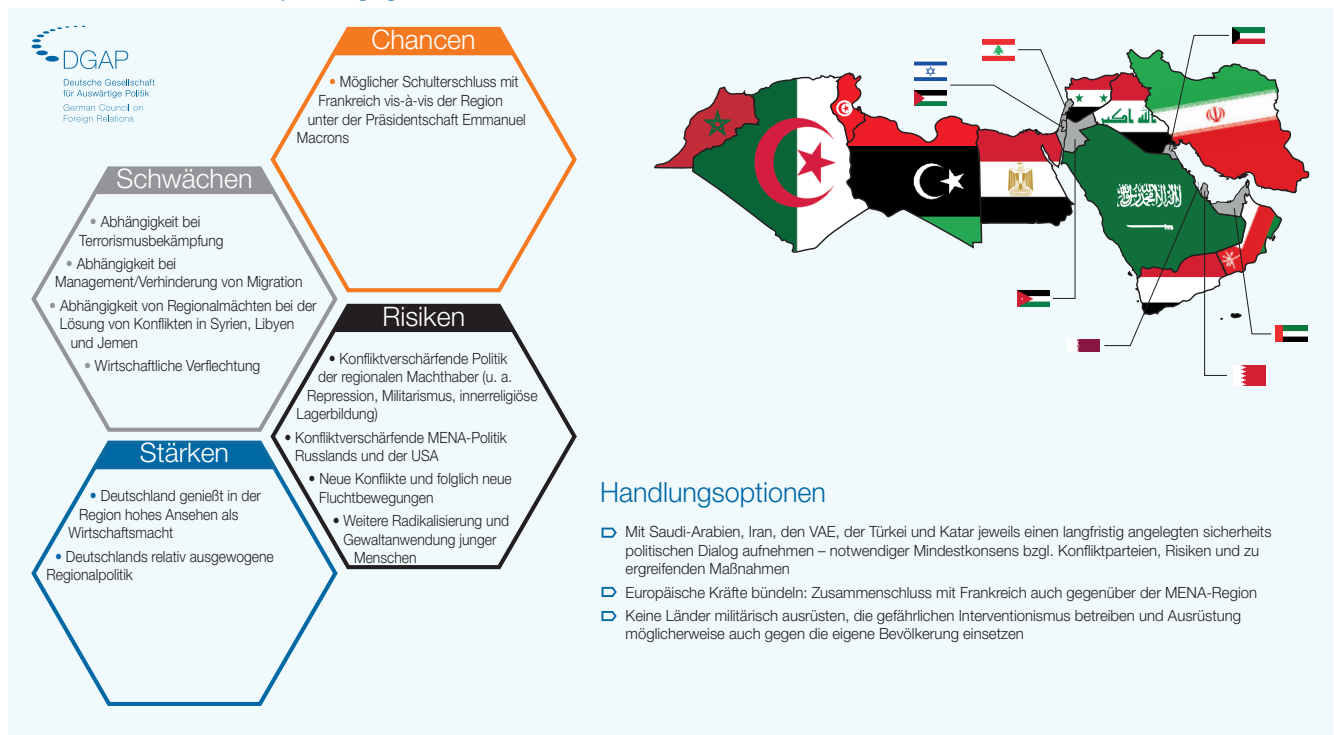 DGAP
Deutsche Gesellschaft
für Auswärtige Politik
German Council on
Foreign Relations
Chancen
• Möglicher Schulterschluss mit
Frankreich vis-à-vis der Region
unter der Präsidentschaft Emmanuel
Macrons
Schwächen
• Abhängigkeit bei
Terrorismusbekämpfung
• Abhängigkeit bei
Management/Verhinderung von Migration
• Abhängigkeit von Regionalmächten bei der
Lösung von Konflikten in Syrien, Libyen
und Jemen
• Wirtschaftliche Verflechtung
Risiken
• Konfliktverschärfende Politik
der regionalen Machthaber (u. a.
Repression, Militarismus, innerreligiöse
Lagerbildung)
• Konfliktverschärfende MENA-Politik
Russlands und der USA
• Neue Konflikte und folglich neue
Fluchtbewegungen
• Weitere Radikalisierung und
Gewaltanwendung junger
Menschen
Stärken
• Deutschland genießt in der
Region hohes Ansehen als
Wirtschaftsmacht
• Deutschlands relativ ausgewogene
Regionalpolitik
Handlungsoptionen
Mit Saudi-Arabien, Iran, den VAE, der Türkei und Katar jeweils einen langfristig angelegten sicherheits
politischen Dialog aufnehmen – notwendiger Mindestkonsens bzgl. Konfliktparteien, Risiken und zu
ergreifenden Maßnahmen
Europäische Kräfte bündeln: Zusammenschluss mit Frankreich auch gegenüber der MENA-Region
Keine Länder militärisch ausrüsten, die gefährlichen Interventionismus betreiben und Ausrüstung
möglicherweise auch gegen die eigene Bevölkerung einsetzen